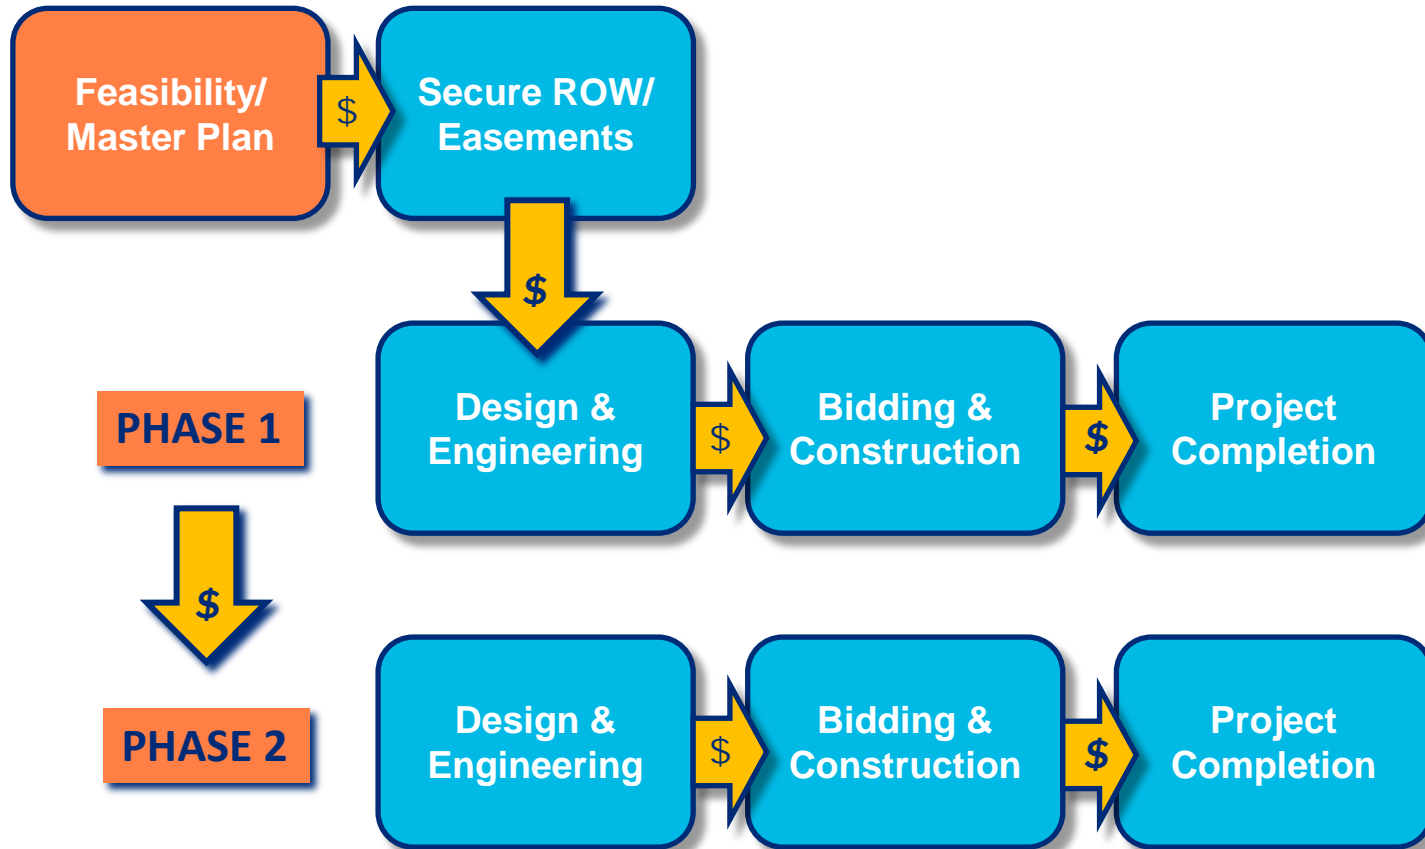 Feasibility/
Master Plan
$
Secure ROW/
Easements
$
PHASE 1
Design &
Engineering
$
Bidding &
Construction
$
Project
Completion
$
PHASE 2
Design &
Engineering
$
Bidding &
Construction
$
Project
Completion